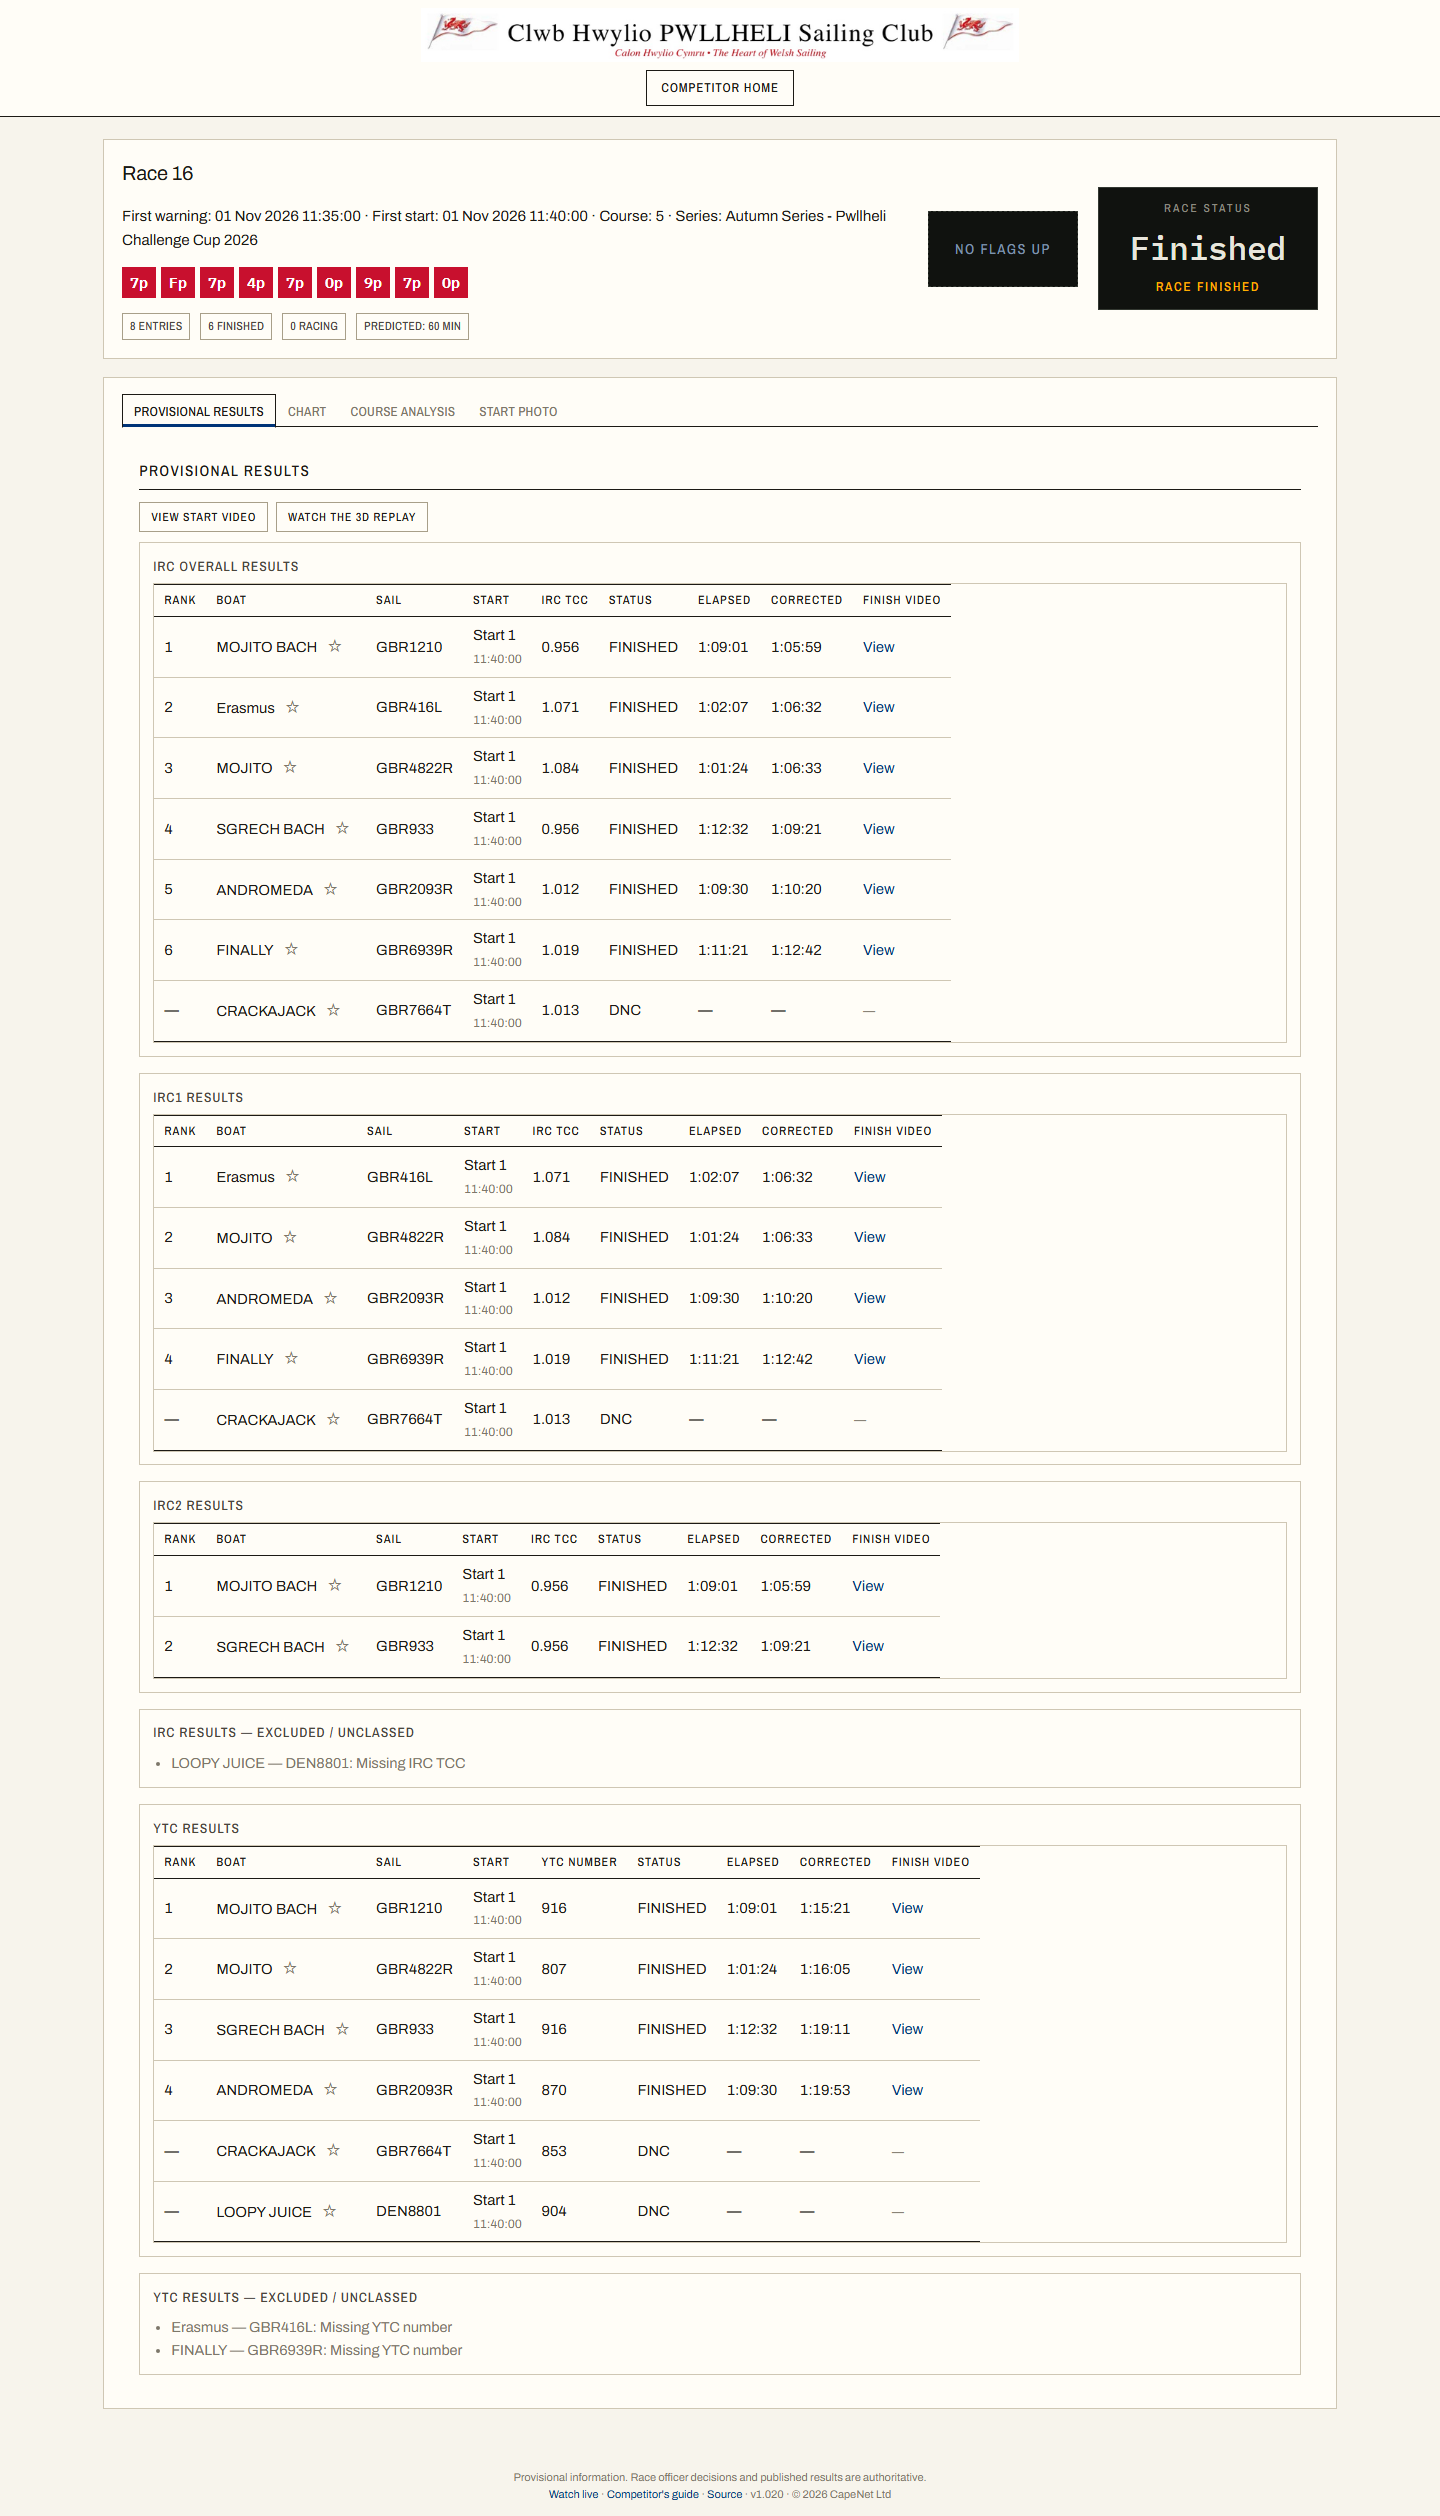 Clwb Hwylio PWLLHELI Sailing Club
Calon Hwylio Cymru • The Heart of Welsh Sailing
COMPETITOR HOME
Race 16
First warning: 01 Nov 2026 11:35:00 · First start: 01 Nov 2026 11:40:00 · Course: 5 · Series: Autumn Series - Pwllheli
Challenge Cup 2026
7p Fp 7p 4p 7p 0p 9p 7p 0p
8 ENTRIES 6 FINISHED 0 RACING PREDICTED: 60 MIN
NO FLAGS UP
RACE STATUS
Finished
RACE FINISHED
PROVISIONAL RESULTS CHART COURSE ANALYSIS START PHOTO
PROVISIONAL RESULTS
VIEW START VIDEO WATCH THE 3D REPLAY
IRC OVERALL RESULTS
RANK BOAT SAIL START IRC TCC STATUS ELAPSED CORRECTED FINISH VIDEO
1 MOJITO BACH ☆ GBR1210 Start 1 0.956 FINISHED 1:09:01 1:05:59 View
11:40:00
2 Erasmus ☆ GBR416L Start 1 1.071 FINISHED 1:02:07 1:06:32 View
11:40:00
3 MOJITO ☆ GBR4822R Start 1 1.084 FINISHED 1:01:24 1:06:33 View
11:40:00
4 SGRECH BACH ☆ GBR933 Start 1 0.956 FINISHED 1:12:32 1:09:21 View
11:40:00
5 ANDROMEDA ☆ GBR2093R Start 1 1.012 FINISHED 1:09:30 1:10:20 View
11:40:00
6 FINALLY ☆ GBR6939R Start 1 1.019 FINISHED 1:11:21 1:12:42 View
11:40:00
— CRACKAJACK ☆ GBR7664T Start 1 1.013 DNC — — —
11:40:00
IRC1 RESULTS
RANK BOAT SAIL START IRC TCC STATUS ELAPSED CORRECTED FINISH VIDEO
1 Erasmus ☆ GBR416L Start 1 1.071 FINISHED 1:02:07 1:06:32 View
11:40:00
2 MOJITO ☆ GBR4822R Start 1 1.084 FINISHED 1:01:24 1:06:33 View
11:40:00
3 ANDROMEDA ☆ GBR2093R Start 1 1.012 FINISHED 1:09:30 1:10:20 View
11:40:00
4 FINALLY ☆ GBR6939R Start 1 1.019 FINISHED 1:11:21 1:12:42 View
11:40:00
— CRACKAJACK ☆ GBR7664T Start 1 1.013 DNC — — —
11:40:00
IRC2 RESULTS
RANK BOAT SAIL START IRC TCC STATUS ELAPSED CORRECTED FINISH VIDEO
1 MOJITO BACH ☆ GBR1210 Start 1 0.956 FINISHED 1:09:01 1:05:59 View
11:40:00
2 SGRECH BACH ☆ GBR933 Start 1 0.956 FINISHED 1:12:32 1:09:21 View
11:40:00
IRC RESULTS — EXCLUDED / UNCLASSED
• LOOPY JUICE — DEN8801: Missing IRC TCC
YTC RESULTS
RANK BOAT SAIL START YTC NUMBER STATUS ELAPSED CORRECTED FINISH VIDEO
1 MOJITO BACH ☆ GBR1210 Start 1 916 FINISHED 1:09:01 1:15:21 View
11:40:00
2 MOJITO ☆ GBR4822R Start 1 807 FINISHED 1:01:24 1:16:05 View
11:40:00
3 SGRECH BACH ☆ GBR933 Start 1 916 FINISHED 1:12:32 1:19:11 View
11:40:00
4 ANDROMEDA ☆ GBR2093R Start 1 870 FINISHED 1:09:30 1:19:53 View
11:40:00
— CRACKAJACK ☆ GBR7664T Start 1 853 DNC — — —
11:40:00
— LOOPY JUICE ☆ DEN8801 Start 1 904 DNC — — —
11:40:00
YTC RESULTS — EXCLUDED / UNCLASSED
• Erasmus — GBR416L: Missing YTC number
• FINALLY — GBR6939R: Missing YTC number
Provisional information. Race officer decisions and published results are authoritative.
Watch live · Competitor's guide · Source · v1.020 · © 2026 CapeNet Ltd